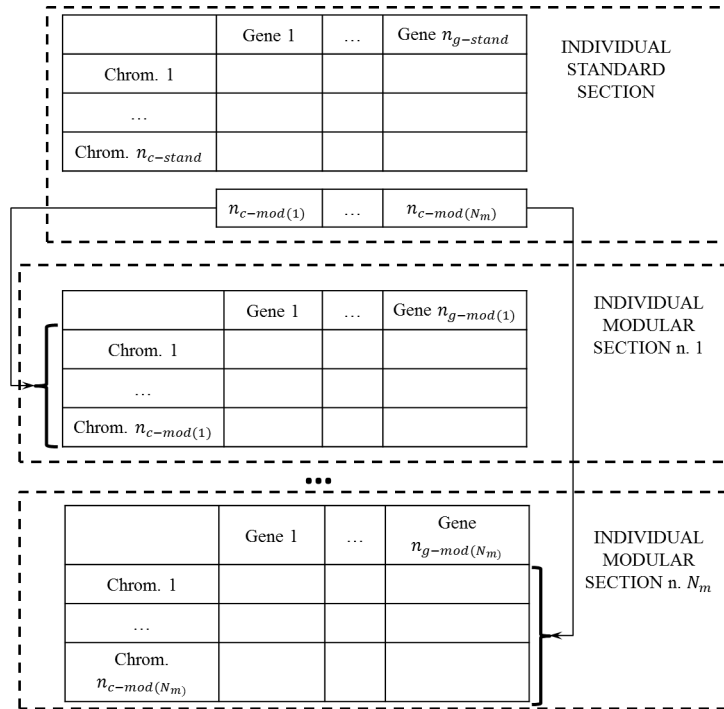 Gene 1 … Gene n_{g-stand}
INDIVIDUAL
STANDARD
SECTION
Chrom. 1
…
Chrom. n_{c-stand}
n_{c-mod(1)} … n_{c-mod(N_m)}
Gene 1 … Gene n_{g-mod(1)}
INDIVIDUAL
MODULAR
SECTION n. 1
Chrom. 1
…
Chrom. n_{c-mod(1)}
...
Gene 1 … Gene
n_{g-mod(N_m)}
INDIVIDUAL
MODULAR
SECTION n. N_m
Chrom. 1
…
Chrom.
n_{c-mod(N_m)}